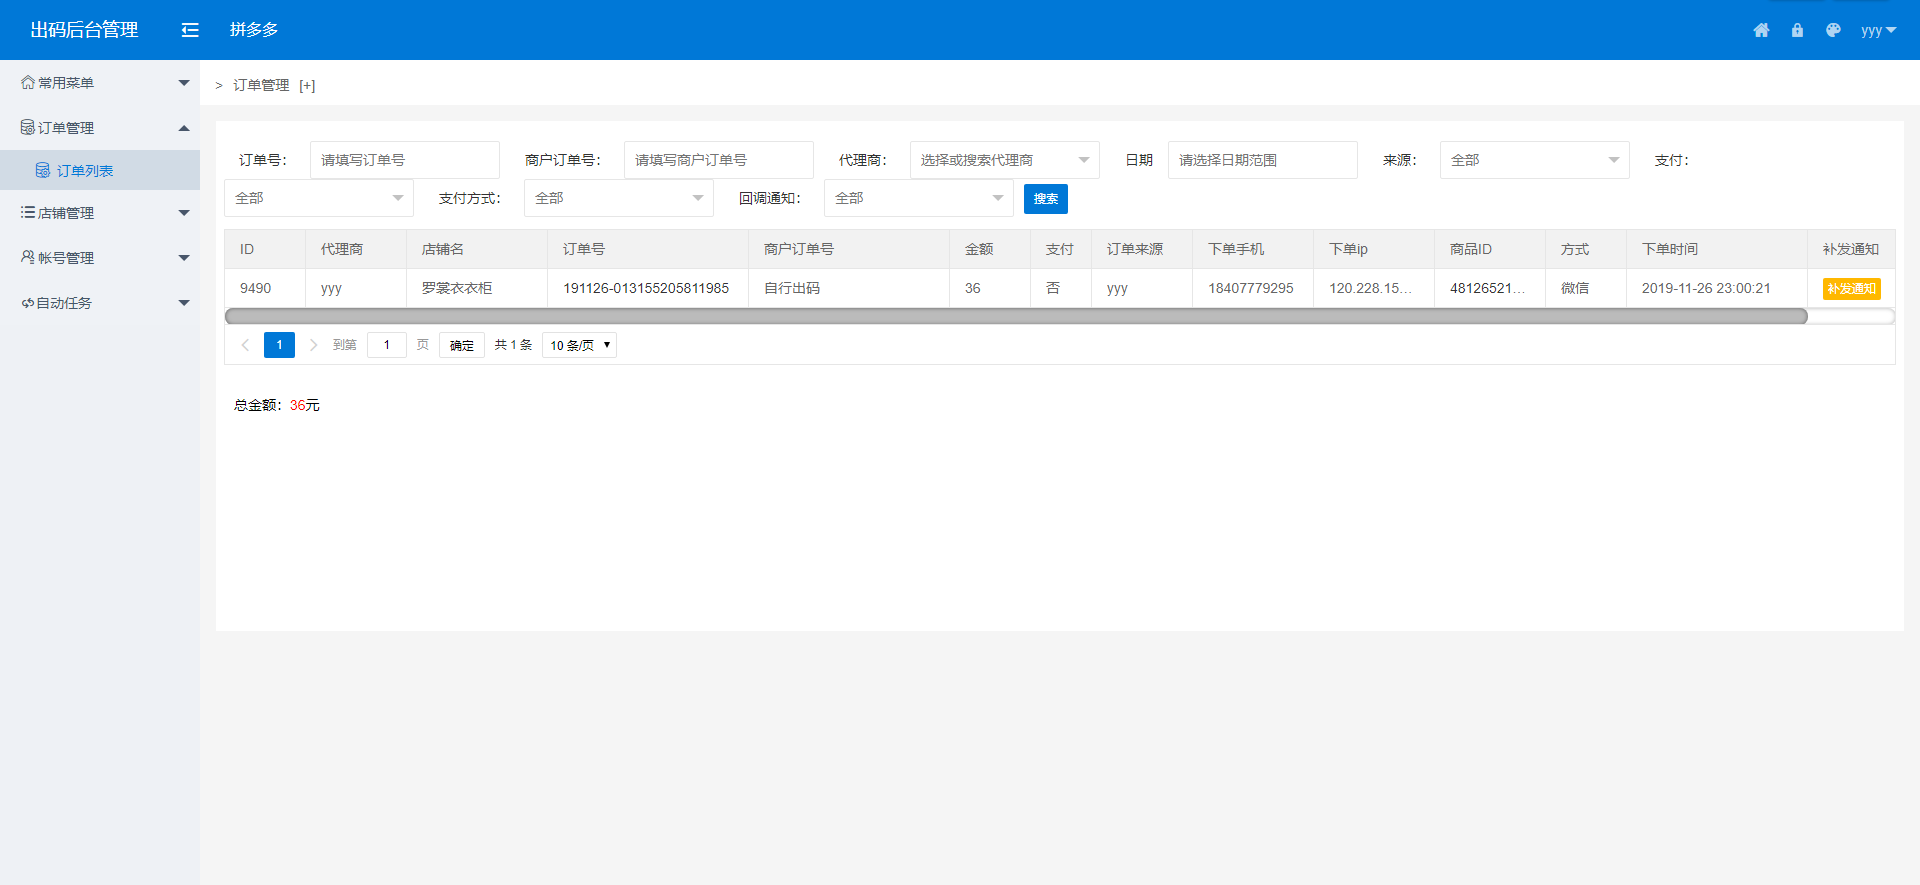 出码后台管理 拼多多 yyy
常用菜单
订单管理
订单列表
店铺管理
帐号管理
自动任务
> 订单管理 [+]
订单号： 请填写订单号 商户订单号： 请填写商户订单号 代理商： 选择或搜索代理商 日期 请选择日期范围 来源： 全部 支付：
全部 支付方式： 全部 回调通知： 全部 搜索
ID 代理商 店铺名 订单号 商户订单号 金额 支付 订单来源 下单手机 下单ip 商品ID 方式 下单时间 补发通知
9490 yyy 罗裳衣衣柜 191126-013155205811985 自行出码 36 否 yyy 18407779295 120.228.15... 48126521... 微信 2019-11-26 23:00:21 补发通知
1 到第 1 页 确定 共 1 条 10 条/页
总金额：36元